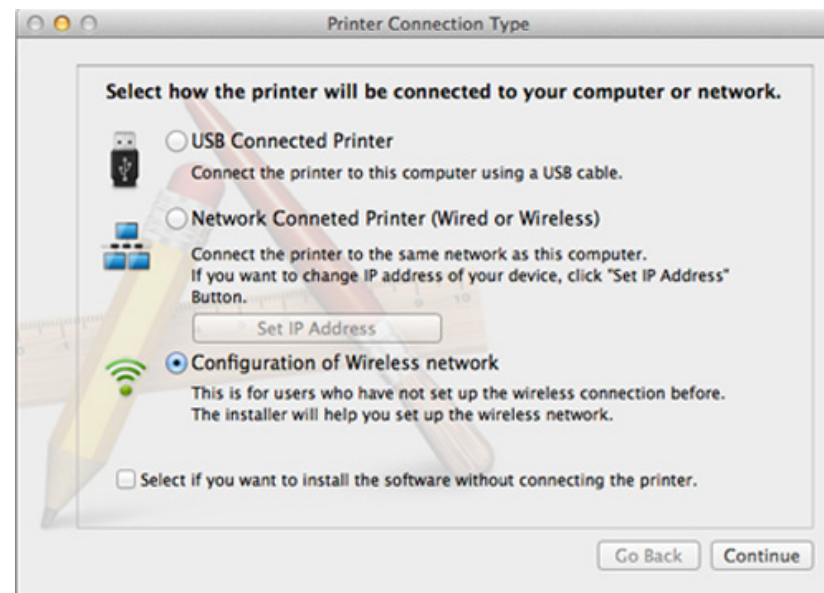 Printer Connection Type
Select how the printer will be connected to your computer or network.
USB Connected Printer
Connect the printer to this computer using a USB cable.
Network Conneted Printer (Wired or Wireless)
Connect the printer to the same network as this computer.
If you want to change IP address of your device, click "Set IP Address"
Button.
Set IP Address
Configuration of Wireless network
This is for users who have not set up the wireless connection before.
The installer will help you set up the wireless network.
Select if you want to install the software without connecting the printer.
Go Back Continue